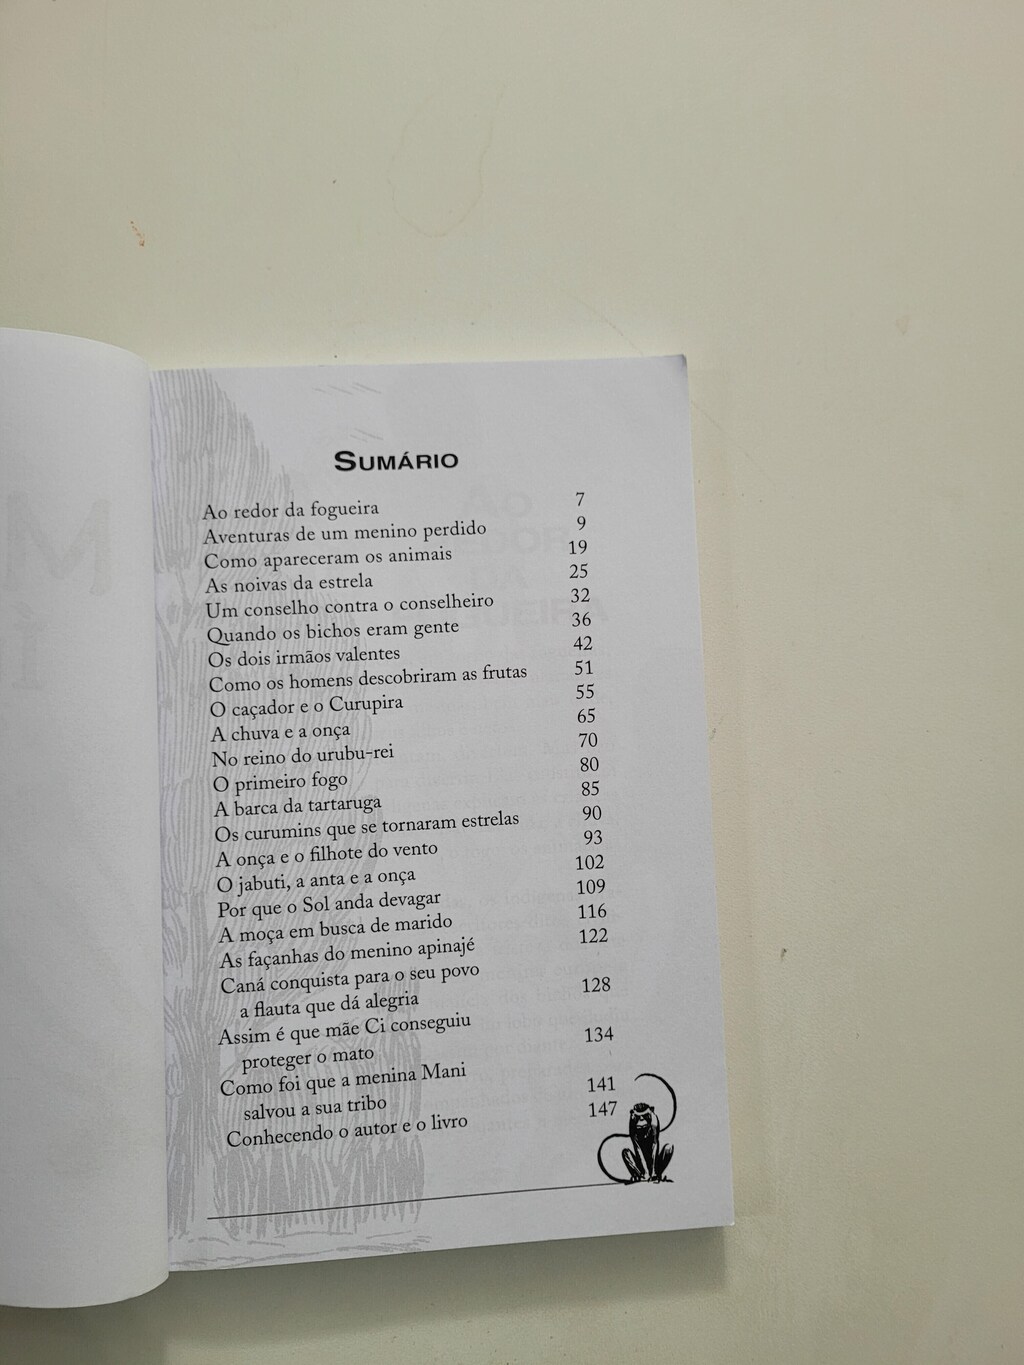 SUMÁRIO
Ao redor da fogueira 7
Aventuras de um menino perdido 9
Como apareceram os animais 19
As noivas da estrela 25
Um conselho contra o conselheiro 32
Quando os bichos eram gente 36
Os dois irmãos valentes 42
Como os homens descobriram as frutas 51
O caçador e o Curupira 55
A chuva e a onça 65
No reino do urubu-rei 70
O primeiro fogo 80
A barca da tartaruga 85
Os curumins que se tornaram estrelas 90
A onça e o filhote do vento 93
O jabuti, a anta e a onça 102
Por que o Sol anda devagar 109
A moça em busca de marido 116
As façanhas do menino apinajé 122
Caná conquista para o seu povo
a flauta que dá alegria 128
Assim é que mãe Ci conseguiu
proteger o mato 134
Como foi que a menina Mani
salvou a sua tribo 141
Conhecendo o autor e o livro 147